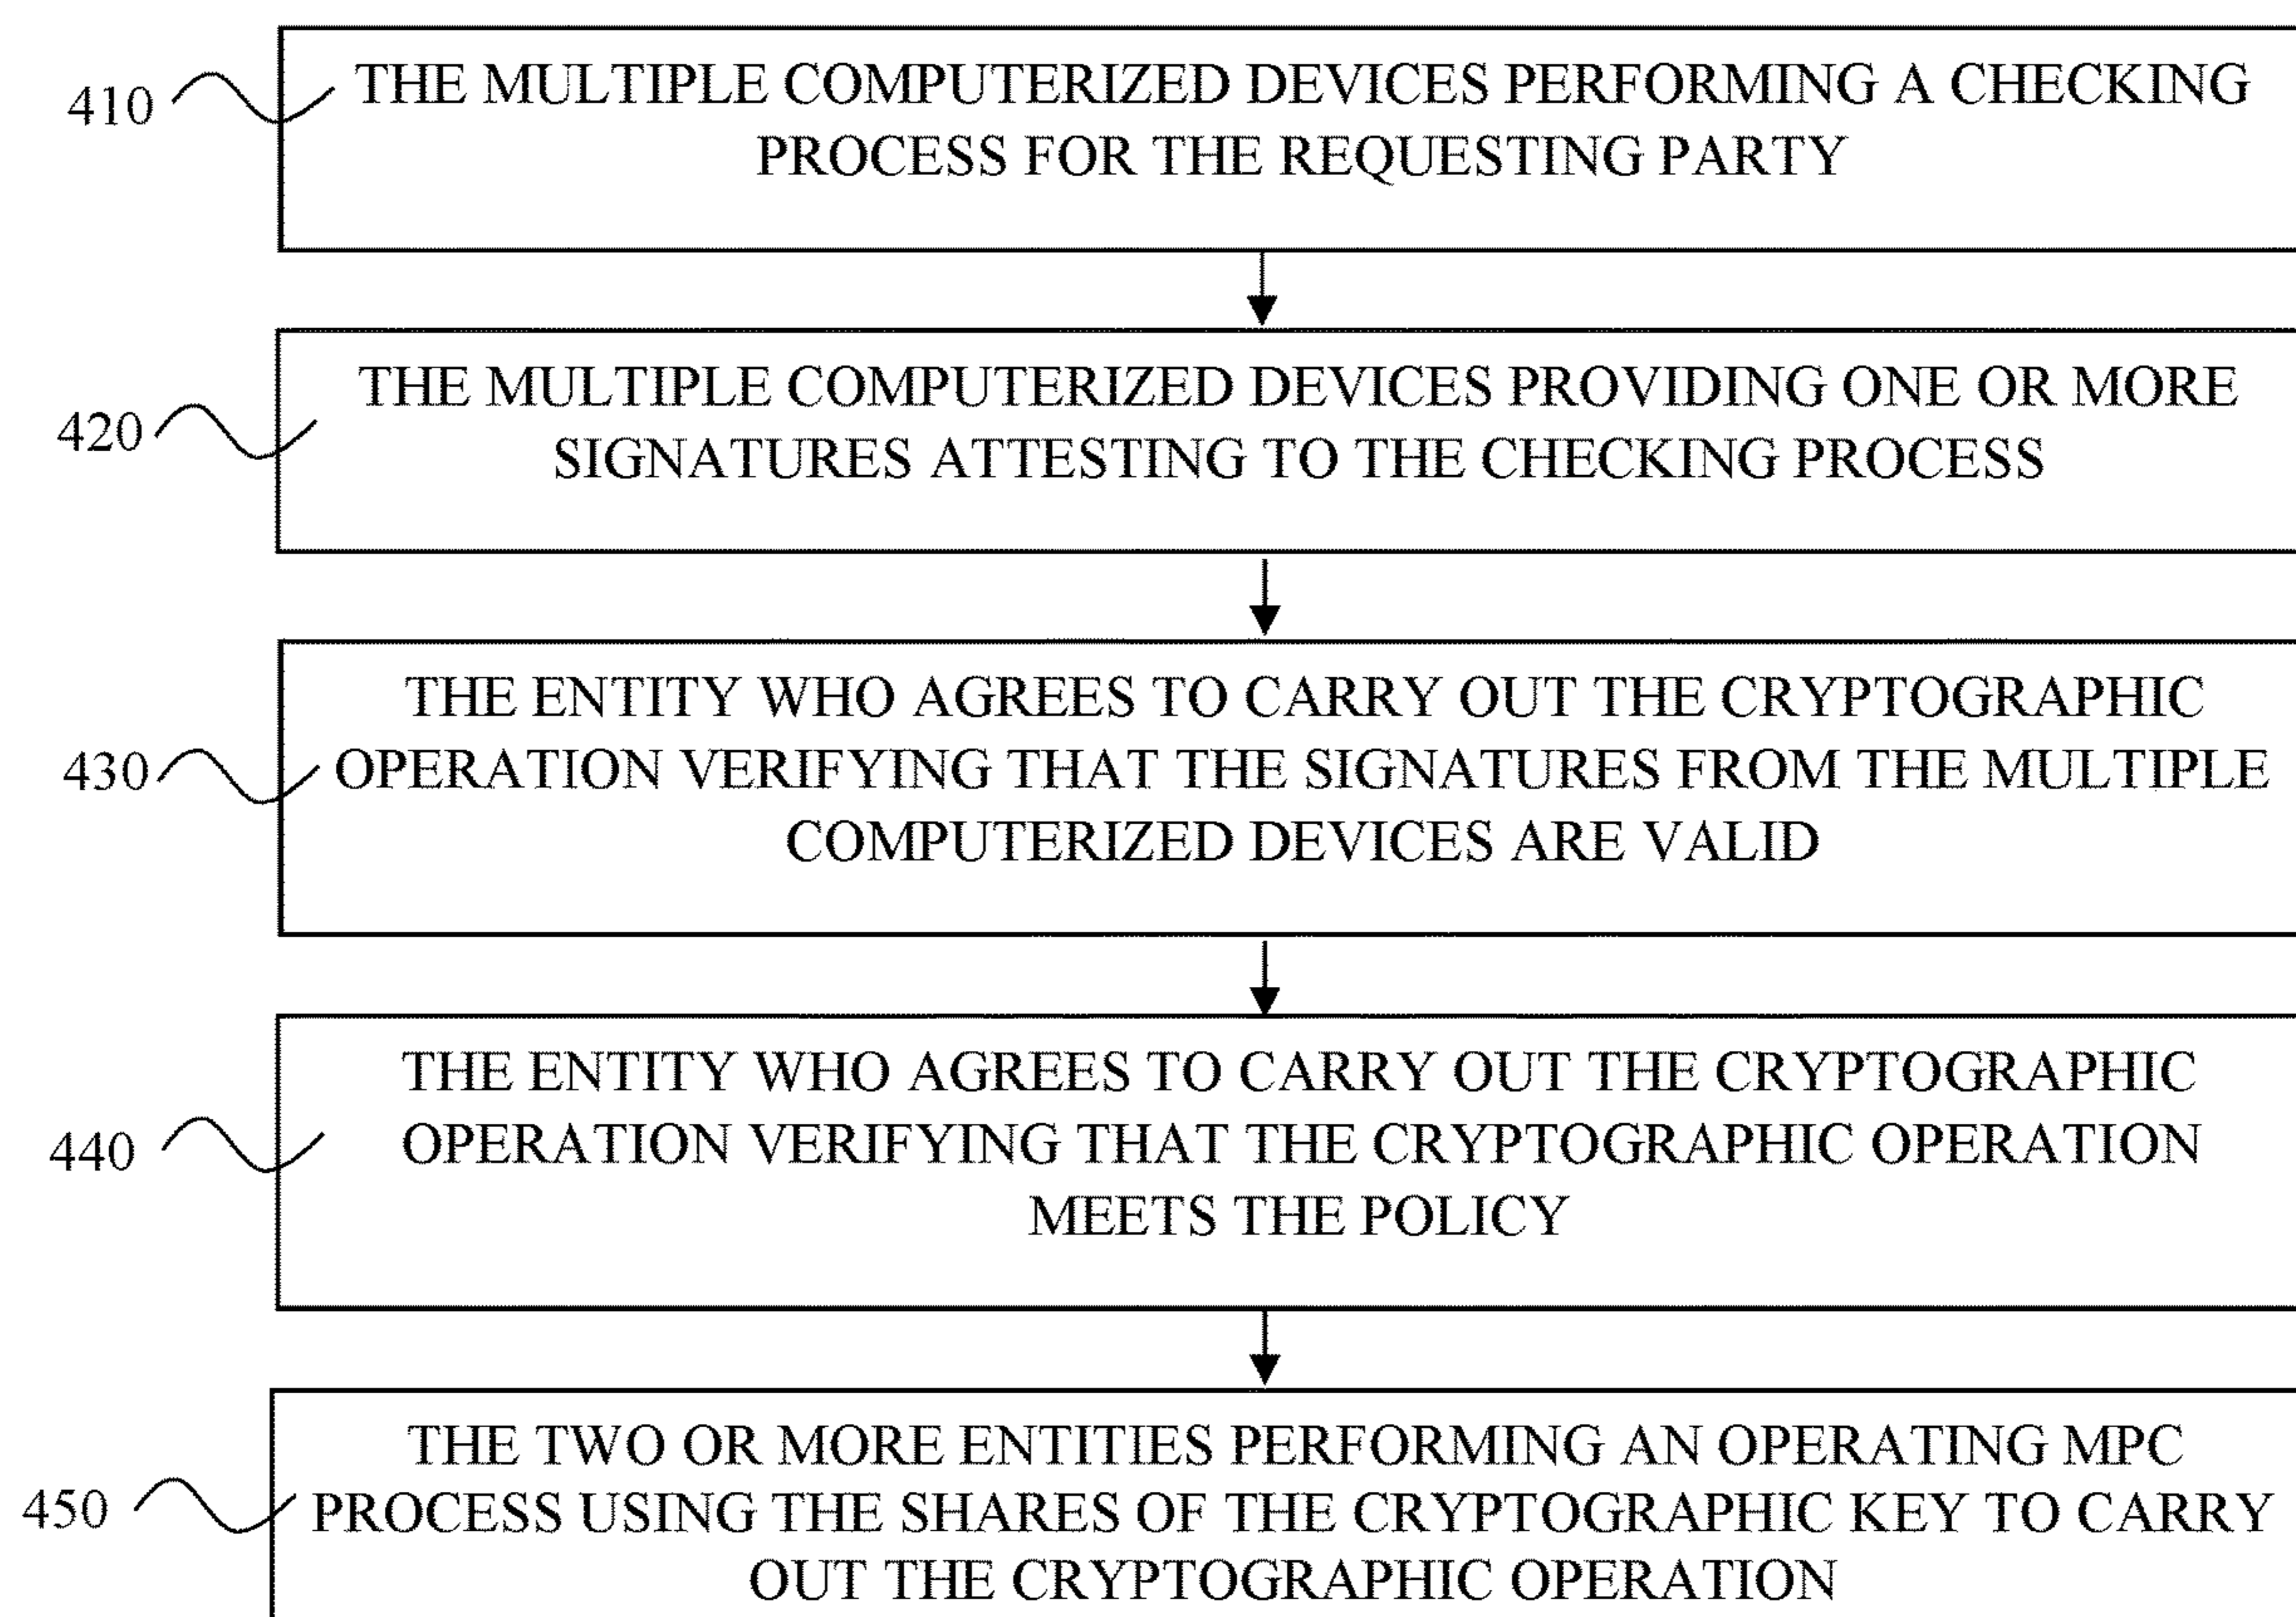 410
THE MULTIPLE COMPUTERIZED DEVICES PERFORMING A CHECKING
PROCESS FOR THE REQUESTING PARTY
420
THE MULTIPLE COMPUTERIZED DEVICES PROVIDING ONE OR MORE
SIGNATURES ATTESTING TO THE CHECKING PROCESS
430
THE ENTITY WHO AGREES TO CARRY OUT THE CRYPTOGRAPHIC
OPERATION VERIFYING THAT THE SIGNATURES FROM THE MULTIPLE
COMPUTERIZED DEVICES ARE VALID
440
THE ENTITY WHO AGREES TO CARRY OUT THE CRYPTOGRAPHIC
OPERATION VERIFYING THAT THE CRYPTOGRAPHIC OPERATION
MEETS THE POLICY
450
THE TWO OR MORE ENTITIES PERFORMING AN OPERATING MPC
PROCESS USING THE SHARES OF THE CRYPTOGRAPHIC KEY TO CARRY
OUT THE CRYPTOGRAPHIC OPERATION